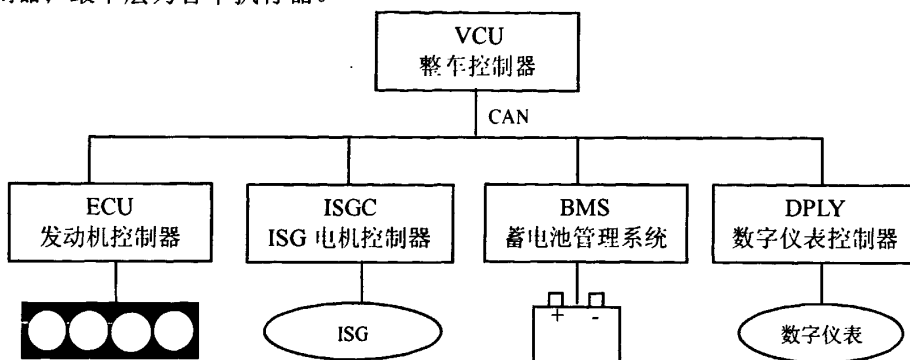 最下层为各个执行器。
VCU
整车控制器
CAN
ECU
发动机控制器
ISGC
ISG 电机控制器
BMS
蓄电池管理系统
DPLY
数字仪表控制器
ISG
+ -
数字仪表